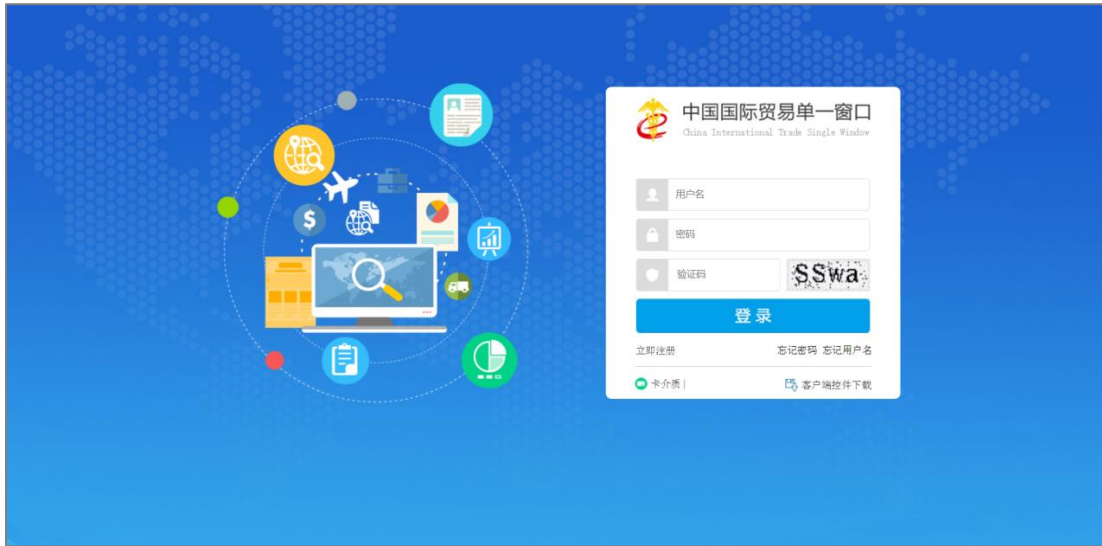 中国国际贸易单一窗口
China International Trade Single Window
用户名
密码
验证码 SSwa
登录
立即注册 忘记密码 忘记用户名
卡介质 | 客户端控件下载